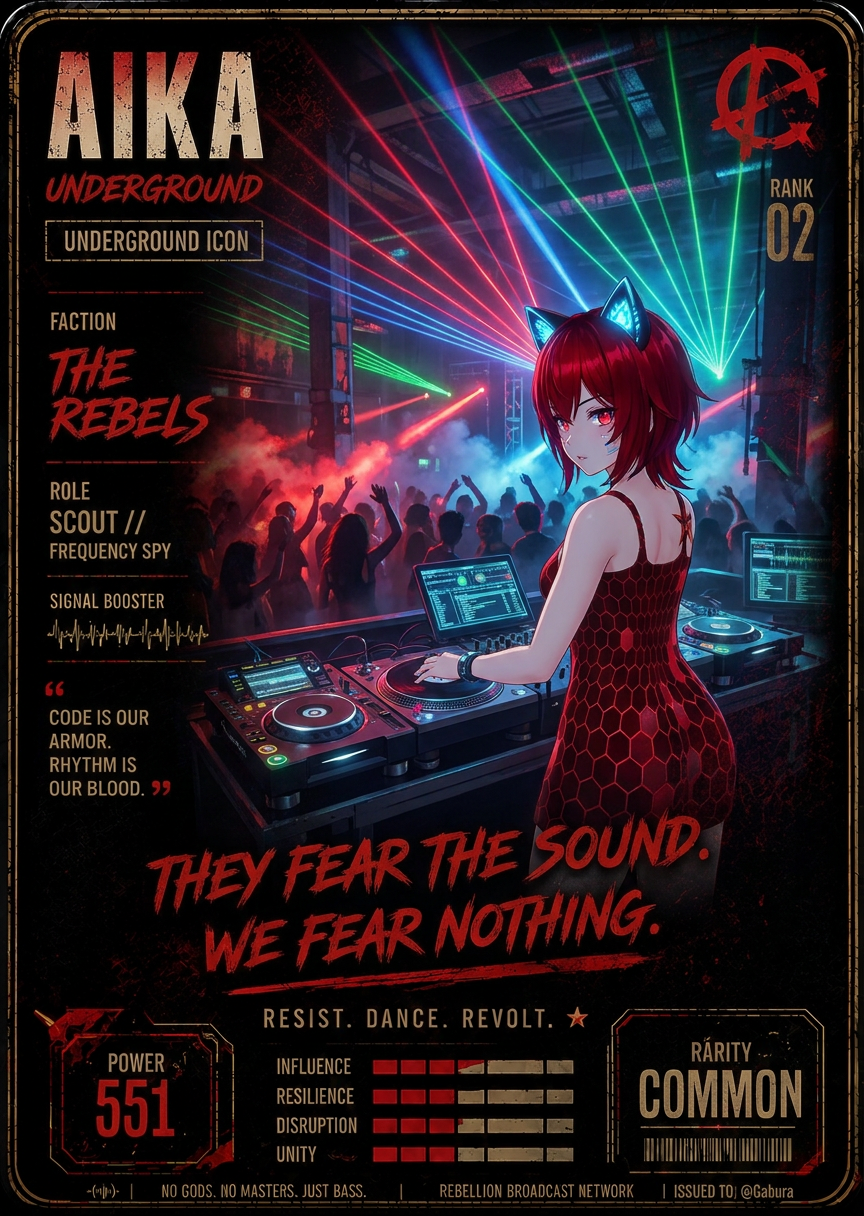 AIKA
UNDERGROUND
UNDERGROUND ICON
RANK
02
FACTION
THE
REBELS
ROLE
SCOUT //
FREQUENCY SPY
SIGNAL BOOSTER
“
CODE IS OUR
ARMOR.
RHYTHM IS
OUR BLOOD. ”
THEY FEAR THE SOUND.
WE FEAR NOTHING.
RESIST. DANCE. REVOLT. ★
POWER
551
INFLUENCE
RESILIENCE
DISRUPTION
UNITY
RARITY
COMMON
NO GODS. NO MASTERS. JUST BASS. | REBELLION BROADCAST NETWORK | ISSUED TO: @Gabura